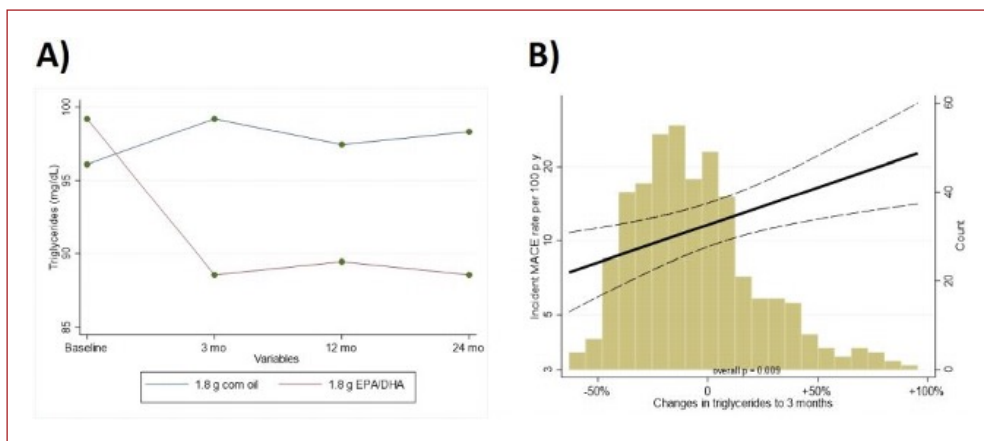 A)
Triglycerides (mg/dL)
100
95
90
85
Baseline
3 mo
12 mo
24 mo
Variables
1.8 g corn oil
1.8 g EPA/DHA
B)
Incident MACE rate per 100 p y
20
10
5
3
60
40
20
0
Count
overall p = 0.009
-50%
0
+50%
+100%
Changes in triglycerides to 3 months